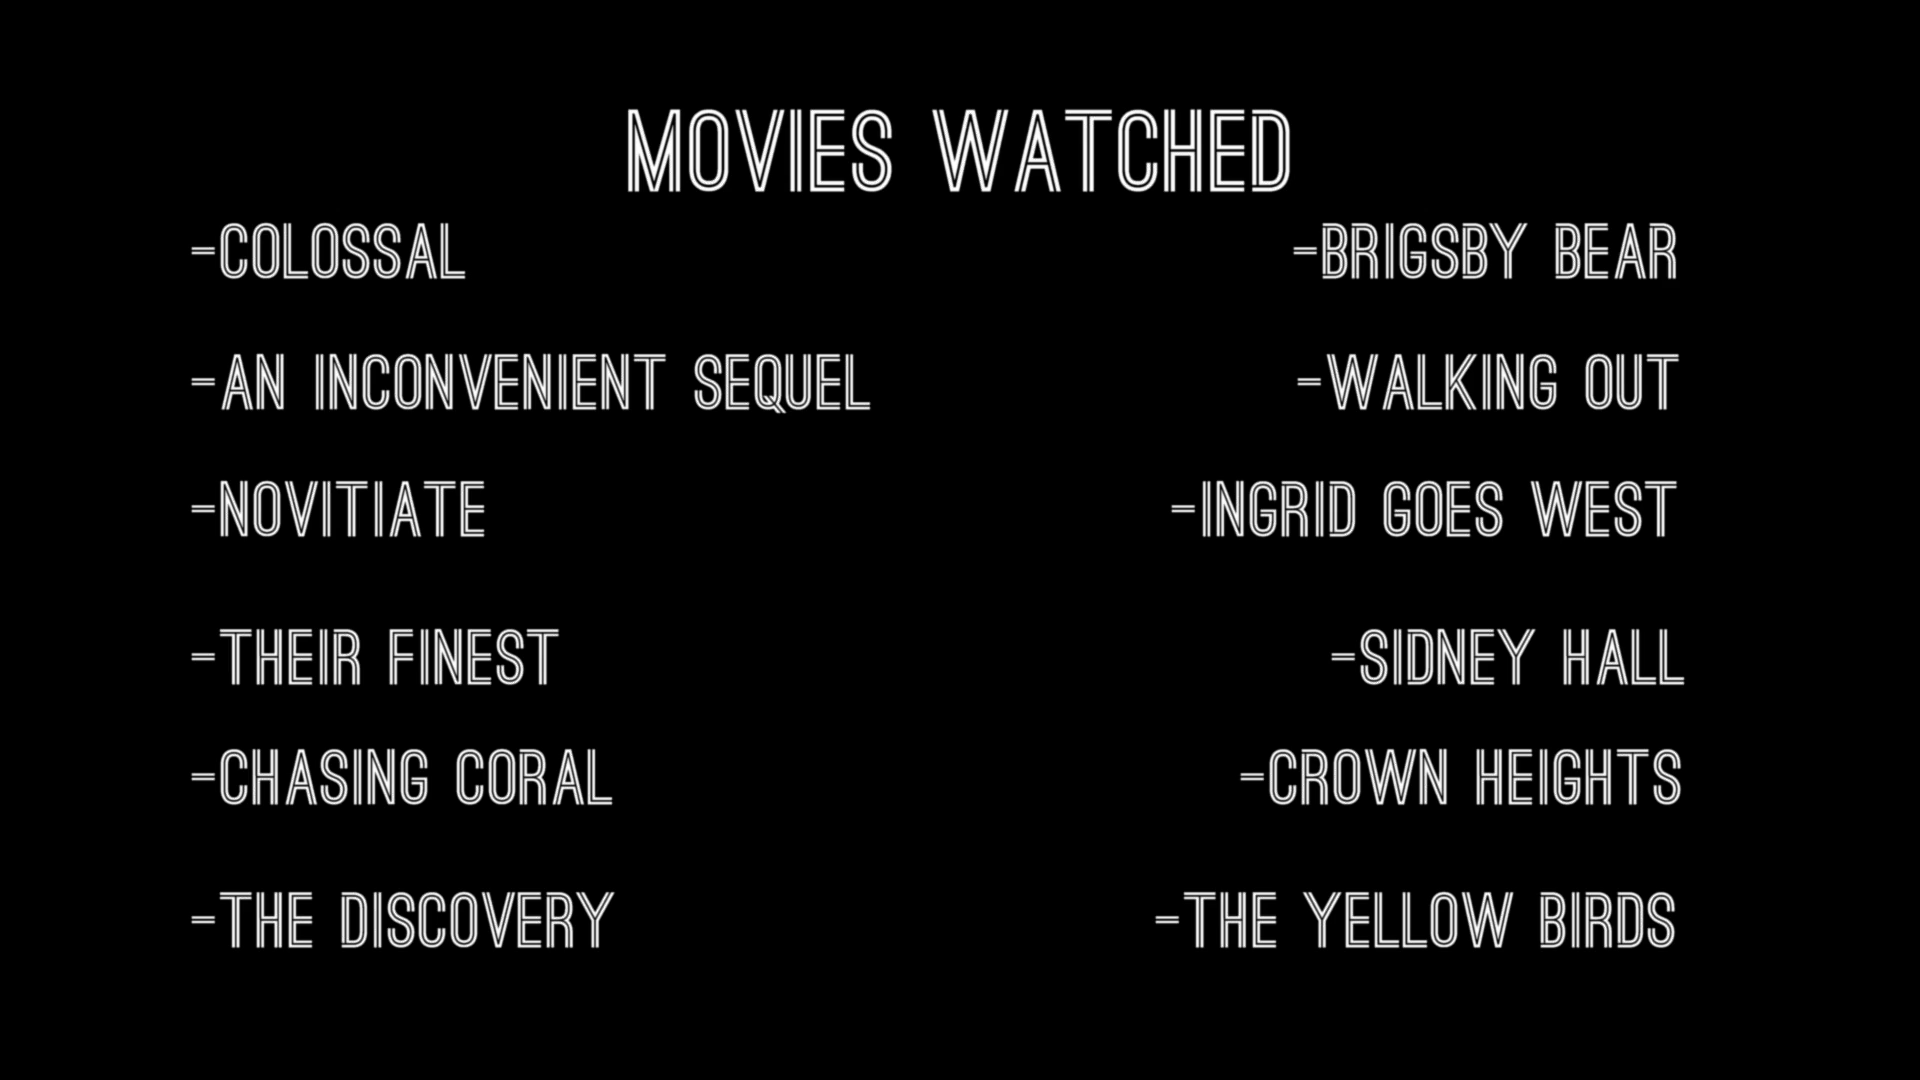 MOVIES WATCHED
-COLOSSAL
-AN INCONVENIENT SEQUEL
-NOVITIATE
-THEIR FINEST
-CHASING CORAL
-THE DISCOVERY
-BRIGSBY BEAR
-WALKING OUT
-INGRID GOES WEST
-SIDNEY HALL
-CROWN HEIGHTS
-THE YELLOW BIRDS